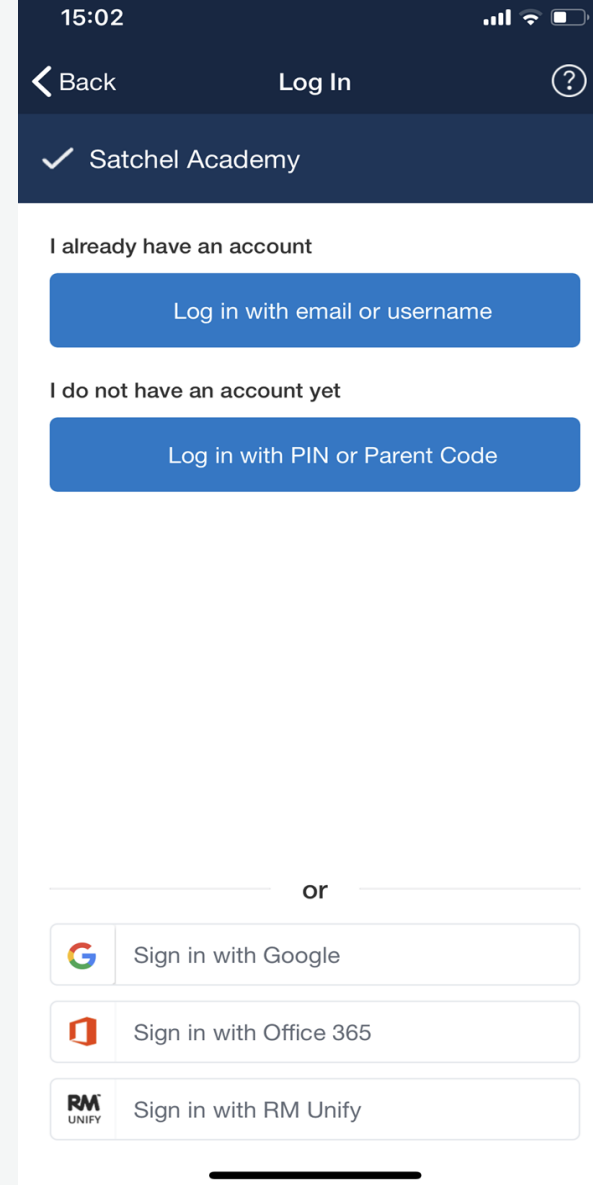 15:02
Back
Log In
?
Satchel Academy
I already have an account
Log in with email or username
I do not have an account yet
Log in with PIN or Parent Code
or
Sign in with Google
Sign in with Office 365
RM
UNIFY
Sign in with RM Unify